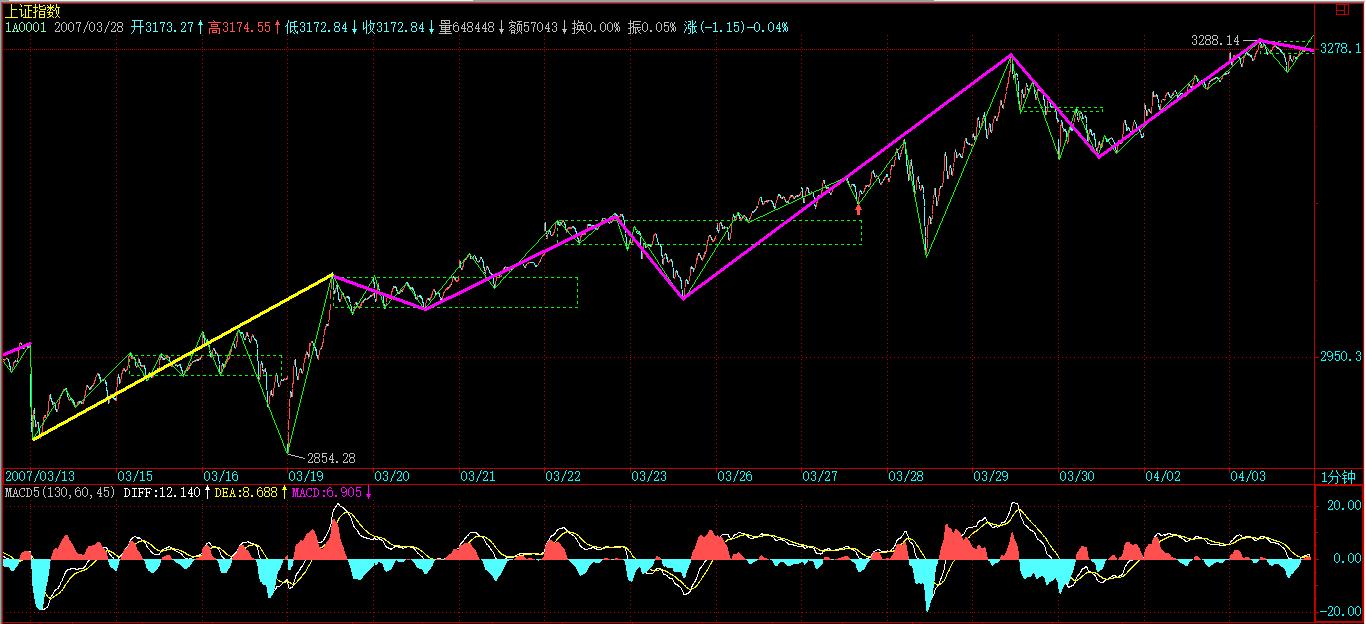 上证指数
1A0001 2007/03/28 开3173.27↑高3174.55↑低3172.84↓收3172.84↓量648448↓额57043↓换0.00% 振0.05% 涨(-1.15)-0.04%
3288.14
3278.1
2950.3
2854.28
2007/03/13 03/15 03/16 03/19 03/20 03/21 03/22 03/23 03/26 03/27 03/28 03/29 03/30 04/02 04/03 1分钟
MACD5(130,60,45) DIFF:12.140↑DEA:8.688↑MACD:6.905↓
20.00
0.00
-20.00